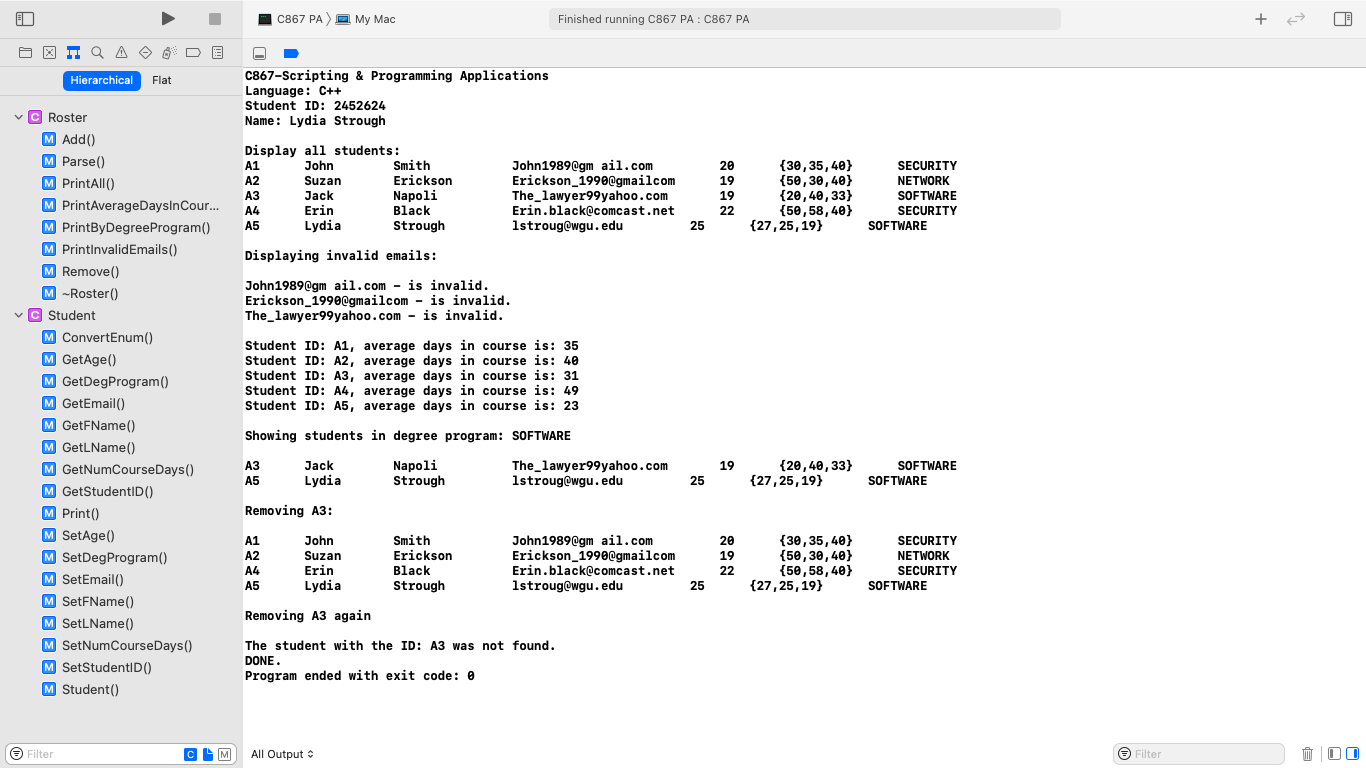 C867 PA 〉 My Mac
Finished running C867 PA : C867 PA
Hierarchical Flat
C Roster
M Add()
M Parse()
M PrintAll()
M PrintAverageDaysInCour...
M PrintByDegreeProgram()
M PrintInvalidEmails()
M Remove()
M ~Roster()
C Student
M ConvertEnum()
M GetAge()
M GetDegProgram()
M GetEmail()
M GetFName()
M GetLName()
M GetNumCourseDays()
M GetStudentID()
M Print()
M SetAge()
M SetDegProgram()
M SetEmail()
M SetFName()
M SetLName()
M SetNumCourseDays()
M SetStudentID()
M Student()
Filter C M
C867-Scripting & Programming Applications
Language: C++
Student ID: 2452624
Name: Lydia Strough
Display all students:
A1 John Smith John1989@gm ail.com 20 {30,35,40} SECURITY
A2 Suzan Erickson Erickson_1990@gmailcom 19 {50,30,40} NETWORK
A3 Jack Napoli The_lawyer99yahoo.com 19 {20,40,33} SOFTWARE
A4 Erin Black Erin.black@comcast.net 22 {50,58,40} SECURITY
A5 Lydia Strough lstroug@wgu.edu 25 {27,25,19} SOFTWARE
Displaying invalid emails:
John1989@gm ail.com - is invalid.
Erickson_1990@gmailcom - is invalid.
The_lawyer99yahoo.com - is invalid.
Student ID: A1, average days in course is: 35
Student ID: A2, average days in course is: 40
Student ID: A3, average days in course is: 31
Student ID: A4, average days in course is: 49
Student ID: A5, average days in course is: 23
Showing students in degree program: SOFTWARE
A3 Jack Napoli The_lawyer99yahoo.com 19 {20,40,33} SOFTWARE
A5 Lydia Strough lstroug@wgu.edu 25 {27,25,19} SOFTWARE
Removing A3:
A1 John Smith John1989@gm ail.com 20 {30,35,40} SECURITY
A2 Suzan Erickson Erickson_1990@gmailcom 19 {50,30,40} NETWORK
A4 Erin Black Erin.black@comcast.net 22 {50,58,40} SECURITY
A5 Lydia Strough lstroug@wgu.edu 25 {27,25,19} SOFTWARE
Removing A3 again
The student with the ID: A3 was not found.
DONE.
Program ended with exit code: 0
All Output
Filter